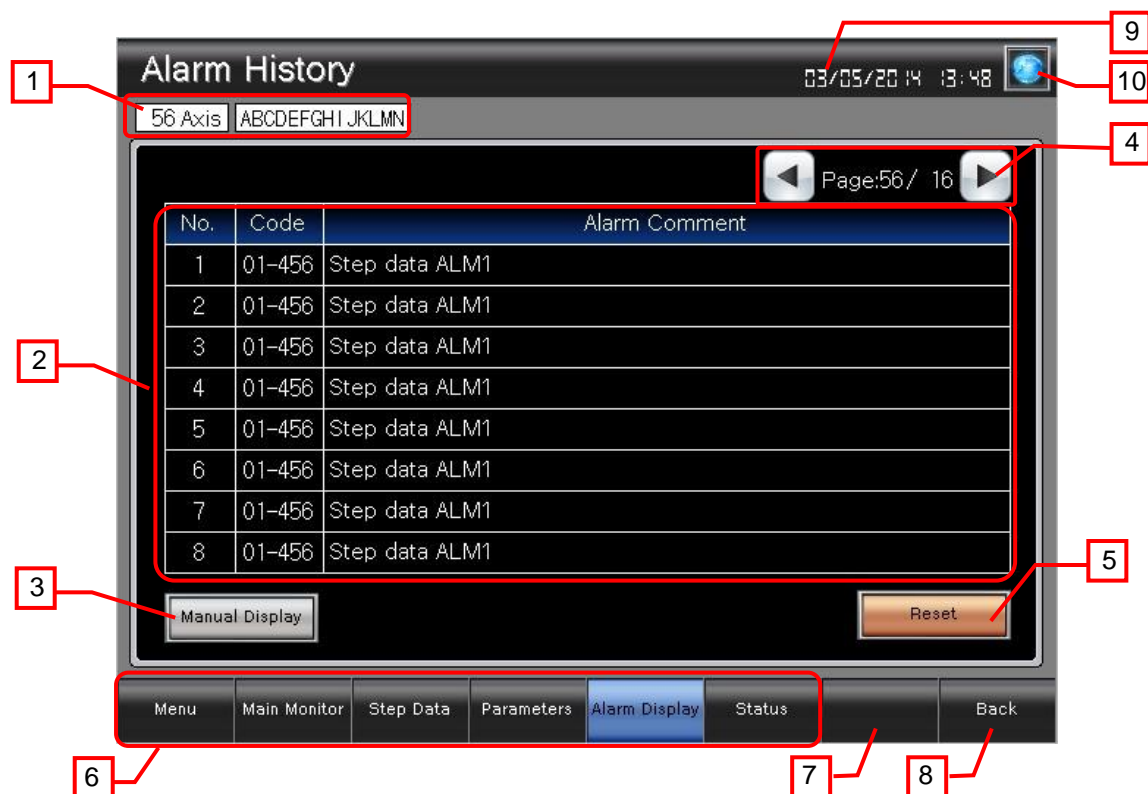 9
Alarm History
03/05/2014 13:48
10
1
56 Axis ABCDEFGHIJKLMN
4
Page:56/ 16
No. Code Alarm Comment
1 01-456 Step data ALM1
2 01-456 Step data ALM1
3 01-456 Step data ALM1
2
4 01-456 Step data ALM1
5 01-456 Step data ALM1
6 01-456 Step data ALM1
7 01-456 Step data ALM1
8 01-456 Step data ALM1
5
3
Manual Display Reset
Menu Main Monitor Step Data Parameters Alarm Display Status Back
6 7 8